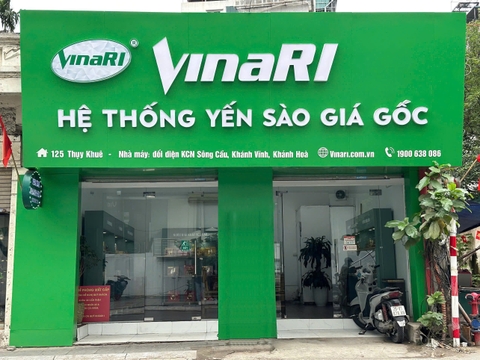 VINARI ®
VINARI
HỆ THỐNG YẾN SÀO GIÁ GỐC
125 Thụy Khuê - Nhà máy: đối diện KCN Sông Cầu, Khánh Vĩnh, Khánh Hoà Vinari.com.vn 1900 638 086